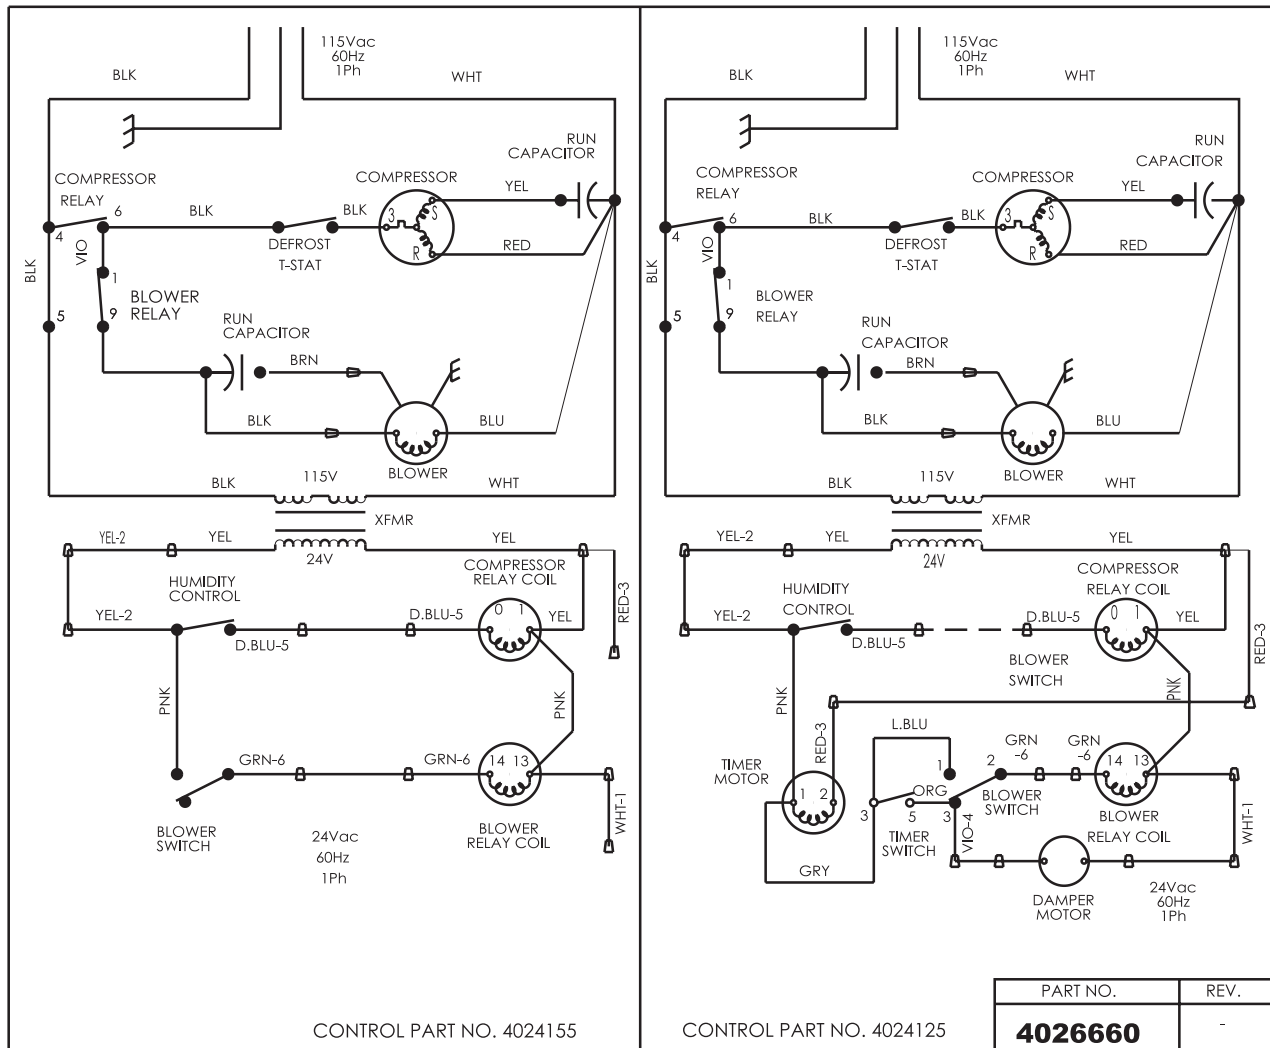 115Vac
60Hz
1Ph
BLK
WHT
RUN
CAPACITOR
COMPRESSOR
RELAY
COMPRESSOR
YEL
6
BLK
BLK
3
S
4
VIO
DEFROST
T-STAT
R
RED
BLK
1
BLOWER
RELAY
5
9
RUN
CAPACITOR
BRN
BLK
BLU
BLOWER
BLK
115V
WHT
XFMR
YEL-2
YEL
YEL
24V
COMPRESSOR
RELAY COIL
HUMIDITY
CONTROL
0 1
RED-3
YEL-2
D.BLU-5
YEL
D.BLU-5
PNK
PNK
GRN-6
GRN-6
14 13
BLOWER
SWITCH
24Vac
60Hz
1Ph
BLOWER
RELAY COIL
WHT-1
CONTROL PART NO. 4024155
115Vac
60Hz
1Ph
BLK
WHT
RUN
CAPACITOR
COMPRESSOR
RELAY
COMPRESSOR
YEL
6
BLK
BLK
3
S
4
VIO
DEFROST
T-STAT
R
RED
BLK
1
BLOWER
RELAY
5
9
RUN
CAPACITOR
BRN
BLK
BLU
BLOWER
BLK
115V
WHT
XFMR
YEL-2
YEL
YEL
24V
COMPRESSOR
RELAY COIL
HUMIDITY
CONTROL
0 1
YEL-2
D.BLU-5
YEL
D.BLU-5
RED-3
BLOWER
SWITCH
PNK
PNK
L.BLU
RED-3
GRN
-6
GRN
-6
TIMER
MOTOR
1
2
14 13
1 2
ORG
BLOWER
SWITCH
3
5
3
TIMER
SWITCH
VIO-4
BLOWER
RELAY COIL
WHT-1
GRY
DAMPER
MOTOR
24Vac
60Hz
1Ph
CONTROL PART NO. 4024125
PART NO.
REV.
4026660
-